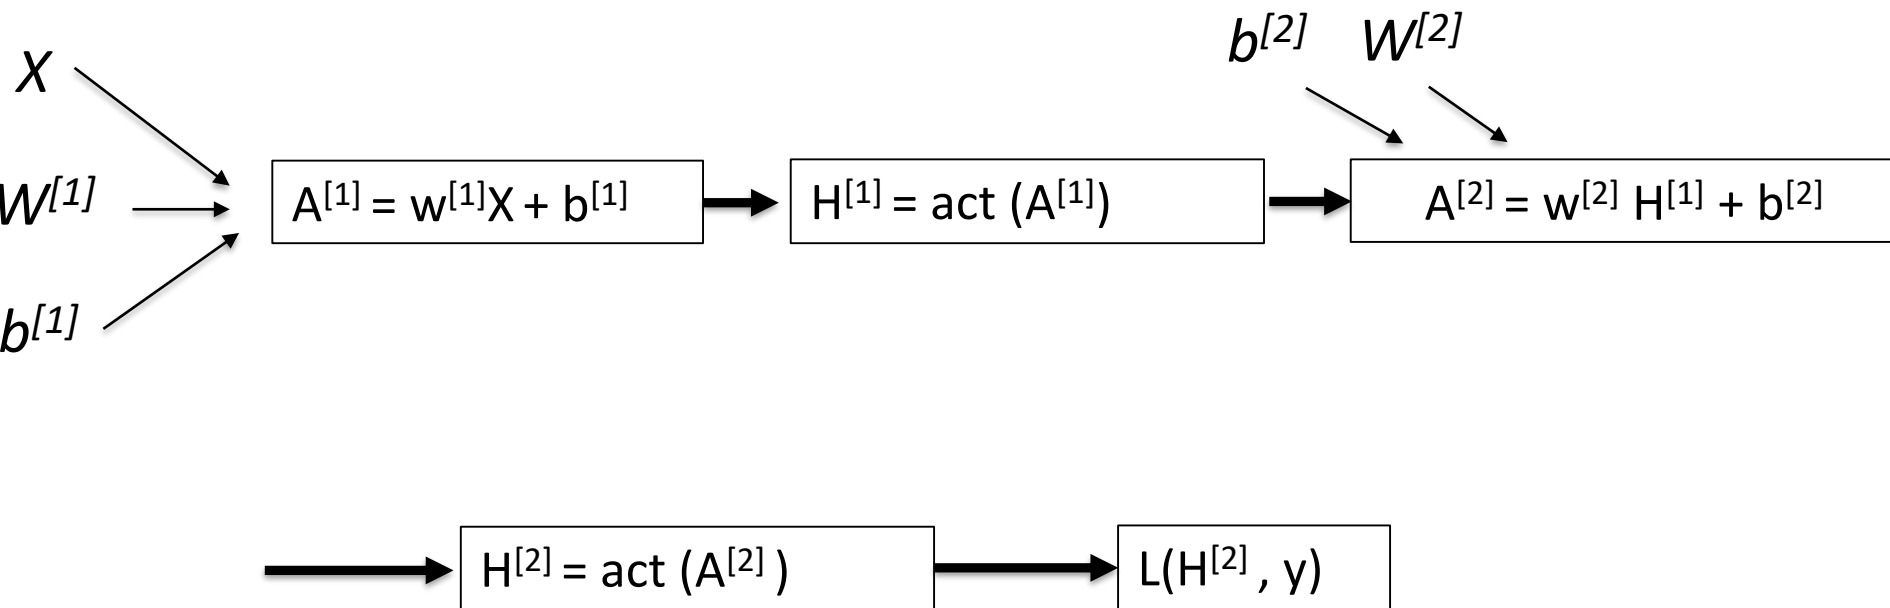 b[2] W[2]
X
W[1]
b[1]
A[1] = w[1]X + b[1]
H[1] = act (A[1])
A[2] = w[2] H[1] + b[2]
H[2] = act (A[2] )
L(H[2] , y)